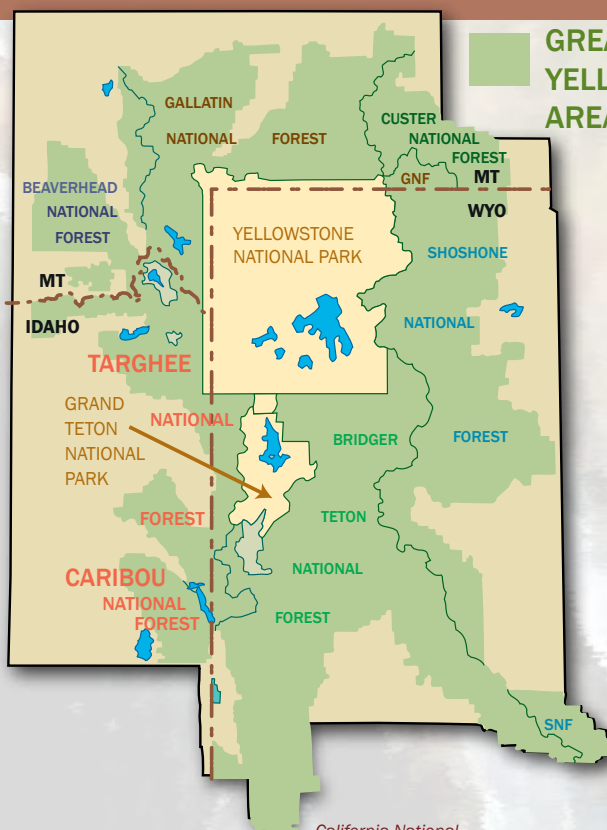 GREA
YELL
AREA
GALLATIN
NATIONAL FOREST
CUSTER
NATIONAL
FOREST
GNF
MT
WYO
BEAVERHEAD
NATIONAL
FOREST
MT
IDAHO
YELLOWSTONE
NATIONAL PARK
SHOSHONE
NATIONAL
FOREST
TARGHEE
NATIONAL
FOREST
GRAND
TETON
NATIONAL
PARK
BRIDGER
TETON
NATIONAL
FOREST
CARIBOU
NATIONAL
FOREST
SNF
California National